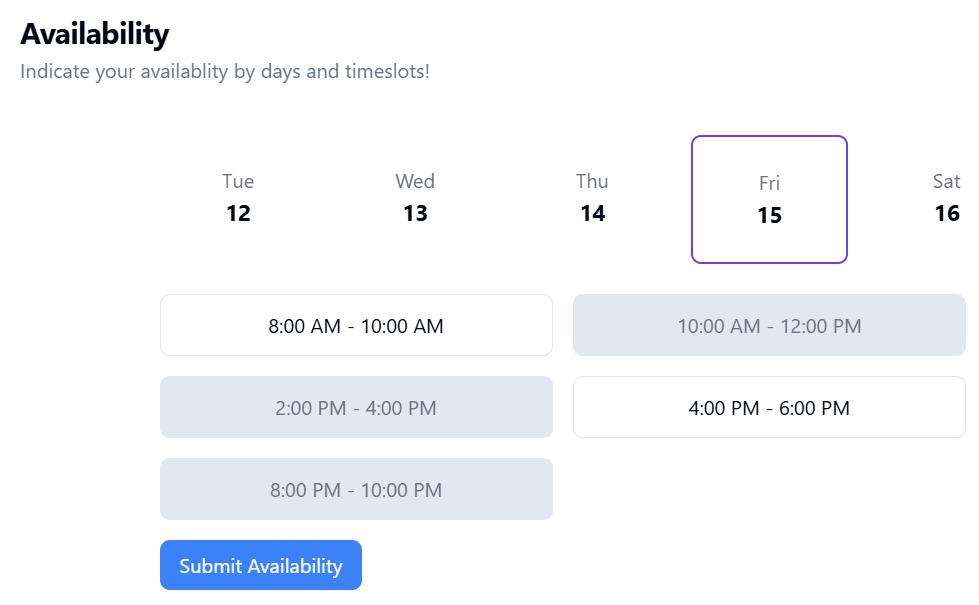 Availability
Indicate your availablity by days and timeslots!
Tue Wed Thu Fri Sat
12 13 14 15 16
8:00 AM - 10:00 AM 10:00 AM - 12:00 PM
2:00 PM - 4:00 PM 4:00 PM - 6:00 PM
8:00 PM - 10:00 PM
Submit Availability